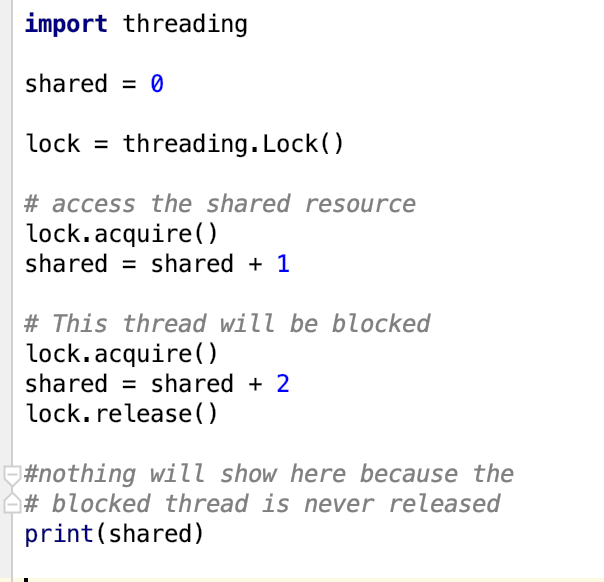 import threading
shared = 0
lock = threading.Lock()
# access the shared resource
lock.acquire()
shared = shared + 1
# This thread will be blocked
lock.acquire()
shared = shared + 2
lock.release()
#nothing will show here because the
# blocked thread is never released
print(shared)